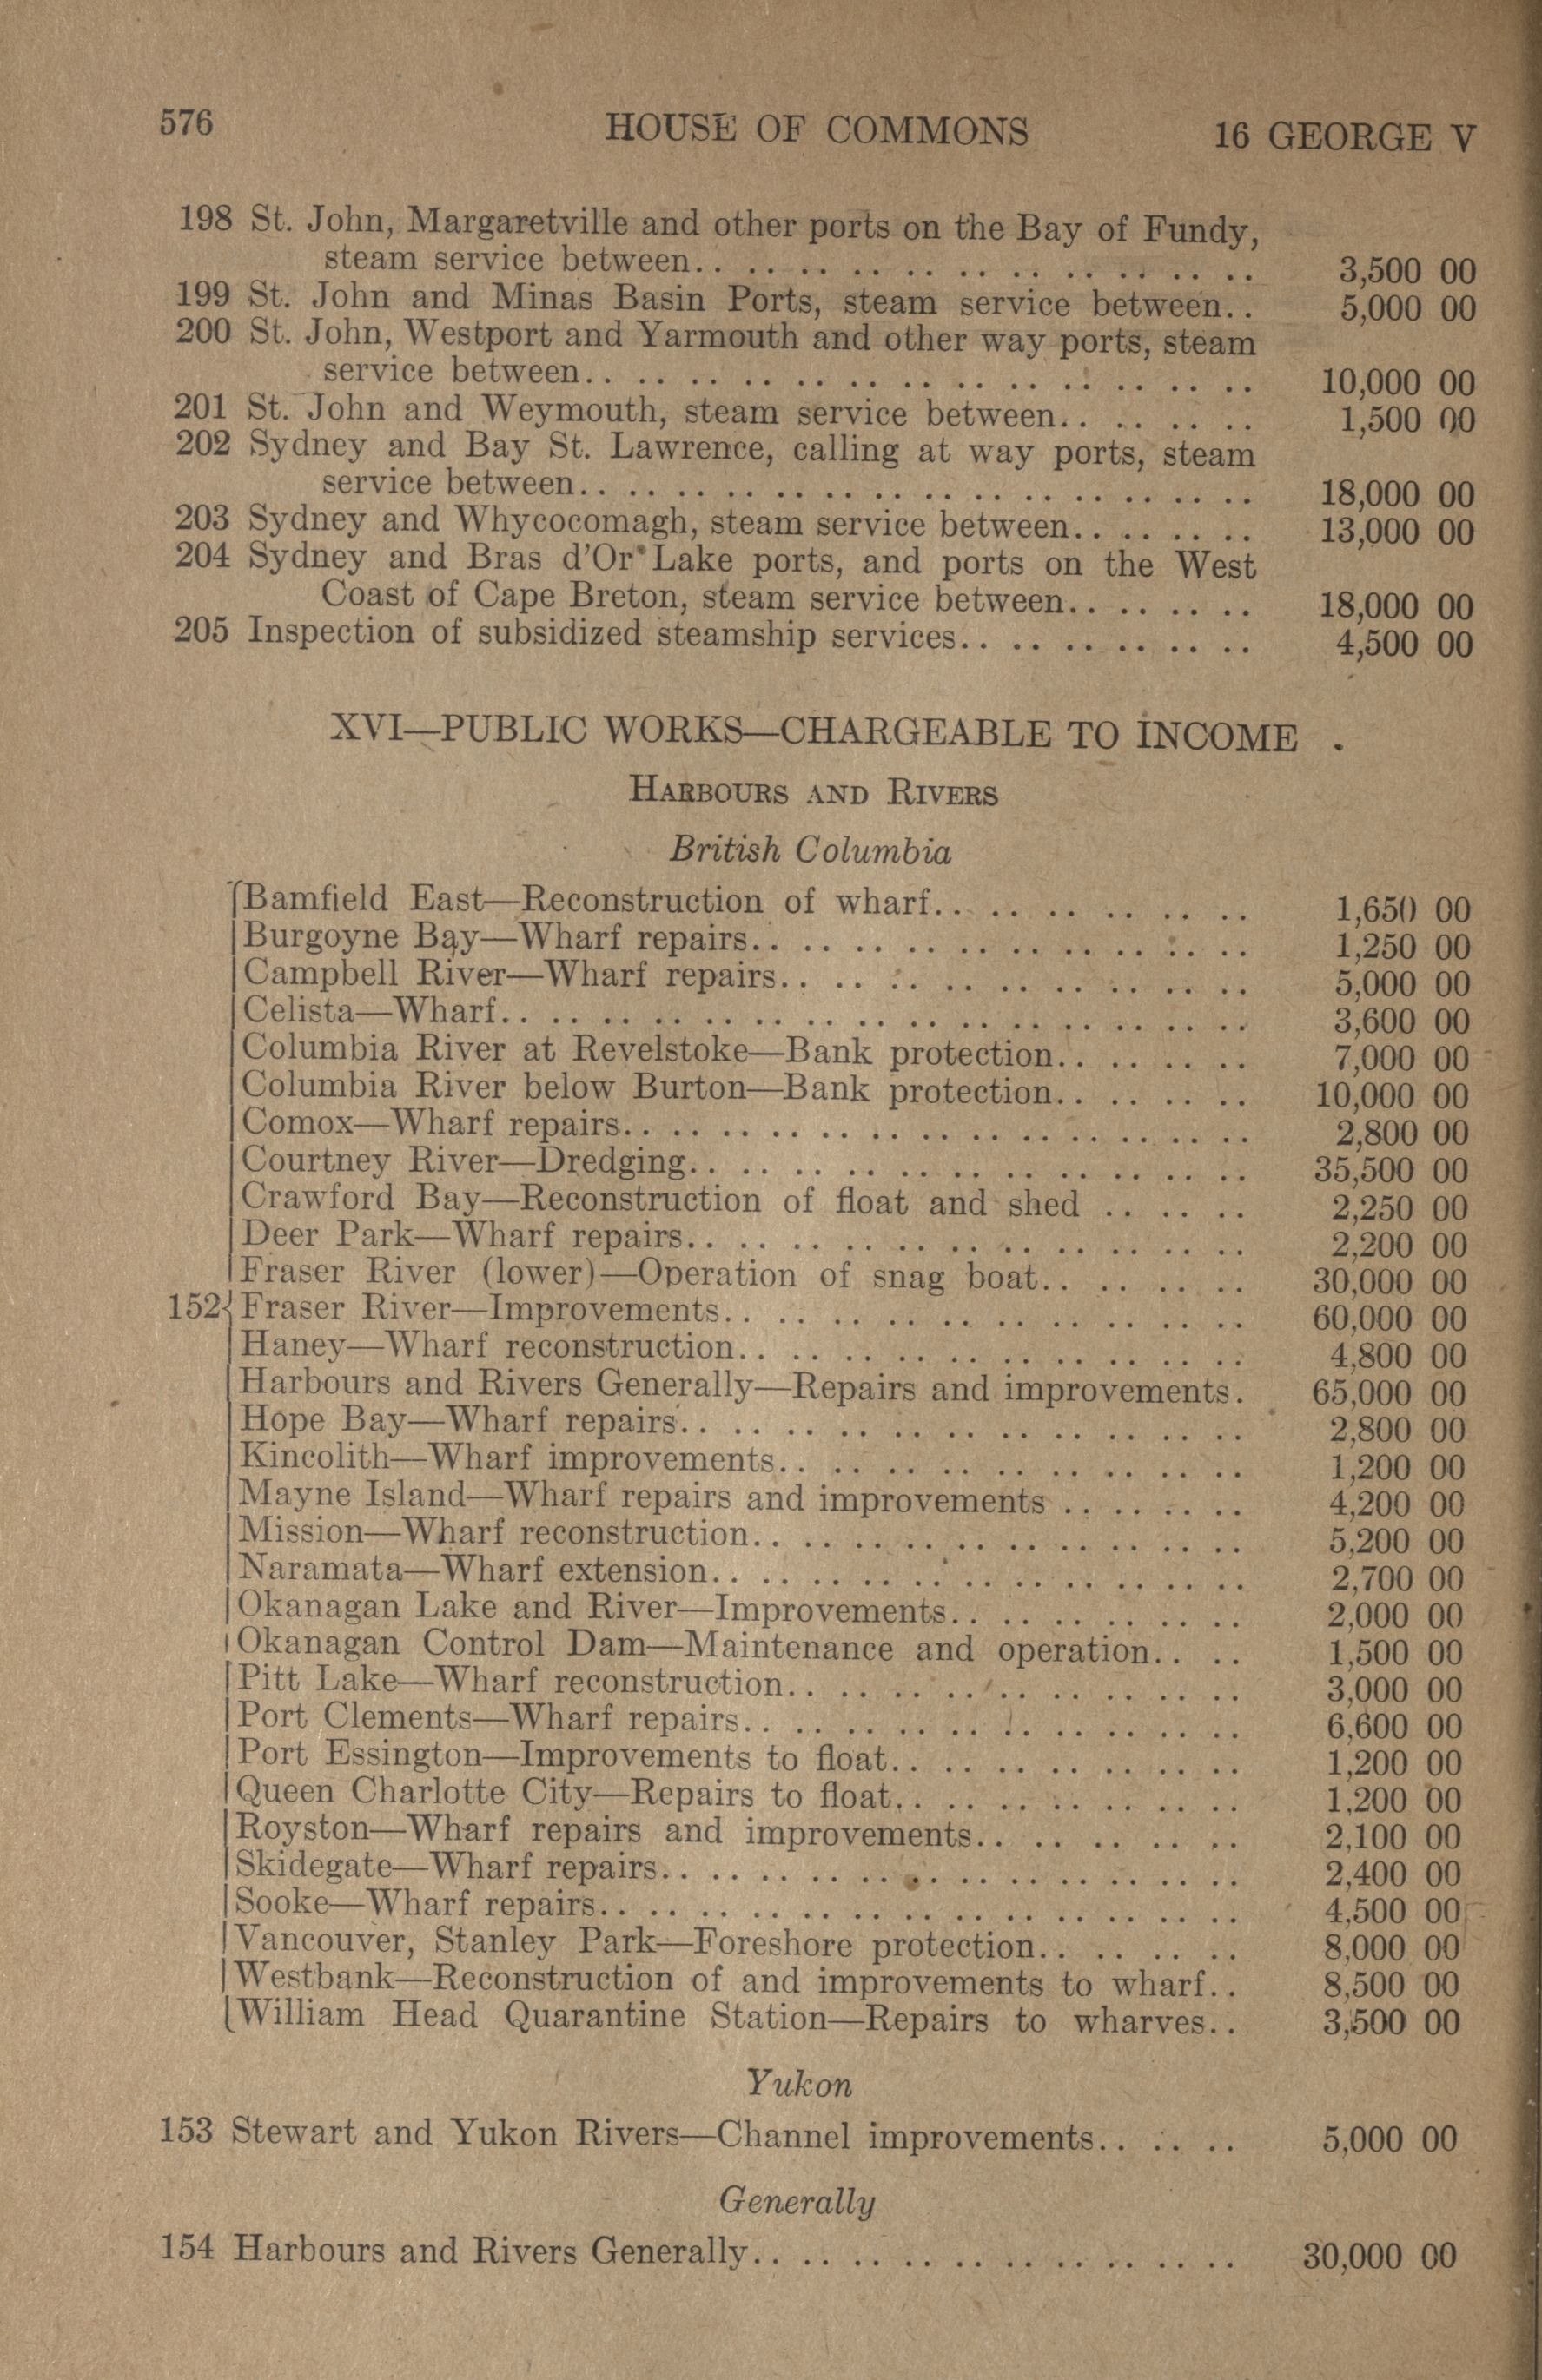 576 HOUSE OF COMMONS 16 GEORGE V
198 St. John, Margaretville and other ports on the Bay of Fundy,
steam service between.. .. .. .. .. .. .. .. .. .. .. 3,500 00
199 St. John and Minas Basin Ports, steam service between.. 5,000 00
200 St. John, Westport and Yarmouth and other way ports, steam
service between.. .. .. .. .. .. .. .. .. .. .. .. .. 10,000 00
201 St. John and Weymouth, steam service between.. .. .. .. 1,500 00
202 Sydney and Bay St. Lawrence, calling at way ports, steam
service between.. .. .. .. .. .. .. .. .. .. .. .. .. 18,000 00
203 Sydney and Whycocomagh, steam service between.. .. .. .. 13,000 00
204 Sydney and Bras d'Or Lake ports, and ports on the West
Coast of Cape Breton, steam service between.. .. .. .. 18,000 00
205 Inspection of subsidized steamship services.. .. .. .. .. .. 4,500 00
XVI—PUBLIC WORKS—CHARGEABLE TO INCOME
HARBOURS AND RIVERS
British Columbia
Bamfield East—Reconstruction of wharf.. .. .. .. .. .. .. 1,650 00
Burgoyne Bay—Wharf repairs.. .. .. .. .. .. .. .. .. .. 1,250 00
Campbell River—Wharf repairs.. .. .. .. .. .. .. .. .. 5,000 00
Celista—Wharf.. .. .. .. .. .. .. .. .. .. .. .. .. .. .. 3,600 00
Columbia River at Revelstoke—Bank protection.. .. .. .. 7,000 00
Columbia River below Burton—Bank protection.. .. .. .. 10,000 00
Comox—Wharf repairs.. .. .. .. .. .. .. .. .. .. .. .. .. 2,800 00
Courtney River—Dredging.. .. .. .. .. .. .. .. .. .. .. 35,500 00
Crawford Bay—Reconstruction of float and shed .. .. .. 2,250 00
Deer Park—Wharf repairs.. .. .. .. .. .. .. .. .. .. .. 2,200 00
Fraser River (lower)—Operation of snag boat.. .. .. .. 30,000 00
152 Fraser River—Improvements.. .. .. .. .. .. .. .. .. .. 60,000 00
Haney—Wharf reconstruction.. .. .. .. .. .. .. .. .. .. 4,800 00
Harbours and Rivers Generally—Repairs and improvements. 65,000 00
Hope Bay—Wharf repairs.. .. .. .. .. .. .. .. .. .. .. 2,800 00
Kincolith—Wharf improvements.. .. .. .. .. .. .. .. .. 1,200 00
Mayne Island—Wharf repairs and improvements .. .. .. .. 4,200 00
Mission—Wharf reconstruction.. .. .. .. .. .. .. .. .. .. 5,200 00
Naramata—Wharf extension.. .. .. .. .. .. .. .. .. .. .. 2,700 00
Okanagan Lake and River—Improvements.. .. .. .. .. .. 2,000 00
Okanagan Control Dam—Maintenance and operation.. .. 1,500 00
Pitt Lake—Wharf reconstruction.. .. .. .. .. .. .. .. .. 3,000 00
Port Clements—Wharf repairs.. .. .. .. .. .. .. .. .. .. 6,600 00
Port Essington—Improvements to float.. .. .. .. .. .. .. 1,200 00
Queen Charlotte City—Repairs to float.. .. .. .. .. .. .. 1,200 00
Royston—Wharf repairs and improvements.. .. .. .. .. .. 2,100 00
Skidegate—Wharf repairs.. .. .. .. .. .. .. .. .. .. .. .. 2,400 00
Sooke—Wharf repairs.. .. .. .. .. .. .. .. .. .. .. .. .. 4,500 00
Vancouver, Stanley Park—Foreshore protection.. .. .. .. 8,000 00
Westbank—Reconstruction of and improvements to wharf.. 8,500 00
William Head Quarantine Station—Repairs to wharves.. 3,500 00
Yukon
153 Stewart and Yukon Rivers—Channel improvements.. .. .. 5,000 00
Generally
154 Harbours and Rivers Generally.. .. .. .. .. .. .. .. .. .. 30,000 00